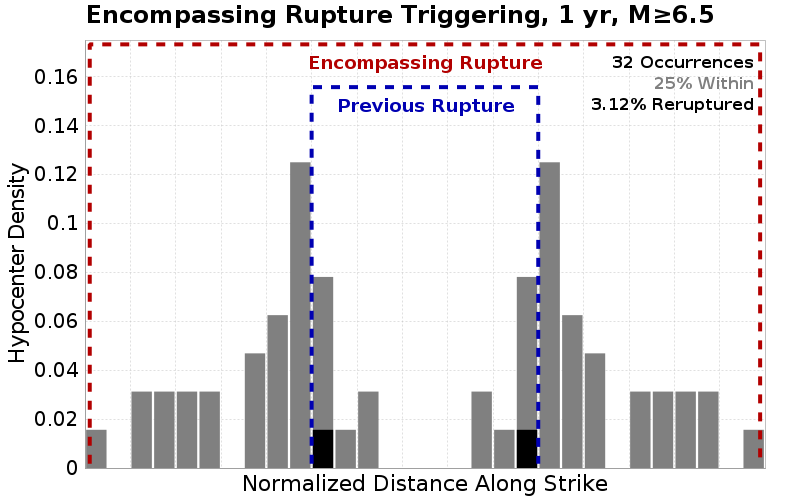 Encompassing Rupture Triggering, 1 yr, M≥6.5
Encompassing Rupture
32 Occurrences
25% Within
3.12% Reruptured
Previous Rupture
Hypocenter Density
0.16
0.14
0.12
0.1
0.08
0.06
0.04
0.02
0
Normalized Distance Along Strike